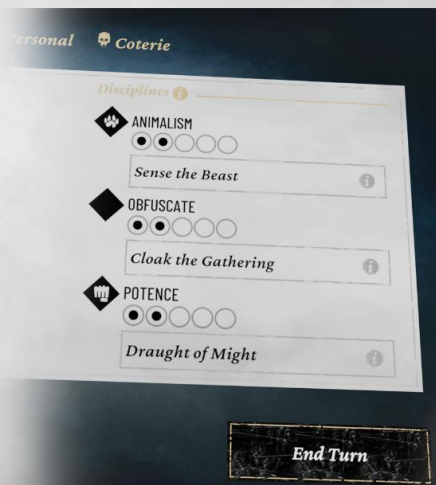 Personal Coterie
Disciplines
ANIMALISM
Sense the Beast
OBFUSCATE
Cloak the Gathering
POTENCE
Draught of Might
End Turn